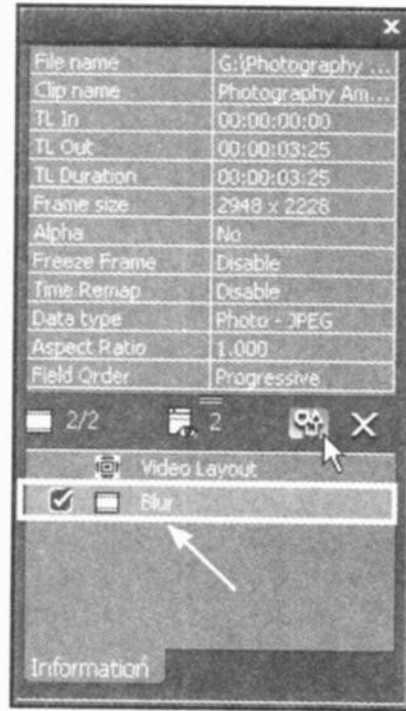 File name G:\Photography ...
Clip name Photography Am...
TL In 00:00:00:00
TL Out 00:00:03:25
TL Duration 00:00:03:25
Frame size 2948 x 2228
Alpha No
Freeze Frame Disable
Time Remap Disable
Data type Photo - JPEG
Aspect Ratio 1.000
Field Order Progressive
2/2 2
Video Layout
Blur
Information